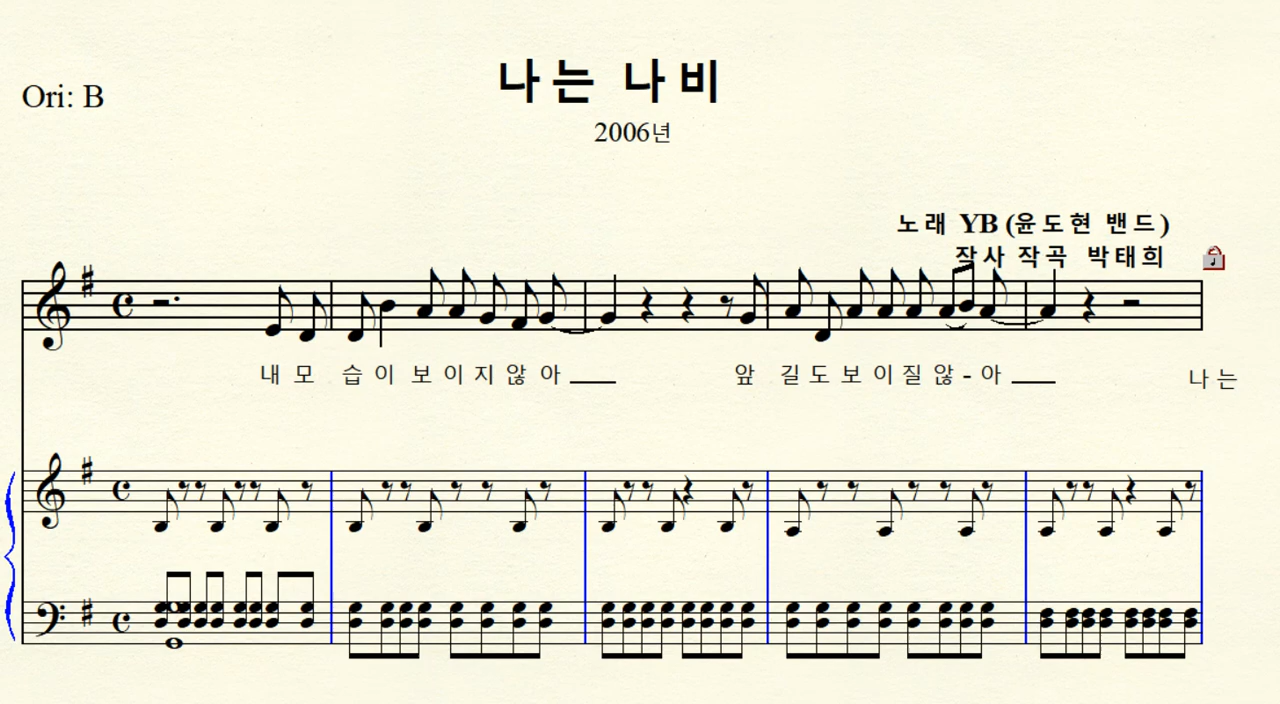 나는 나비
Ori: B
2006년
노래 YB (윤도현 밴드)
작사 작곡 박태희
내 모 습 이 보 이 지 않 아 앞 길 도 보 이 질 않 - 아 나 는